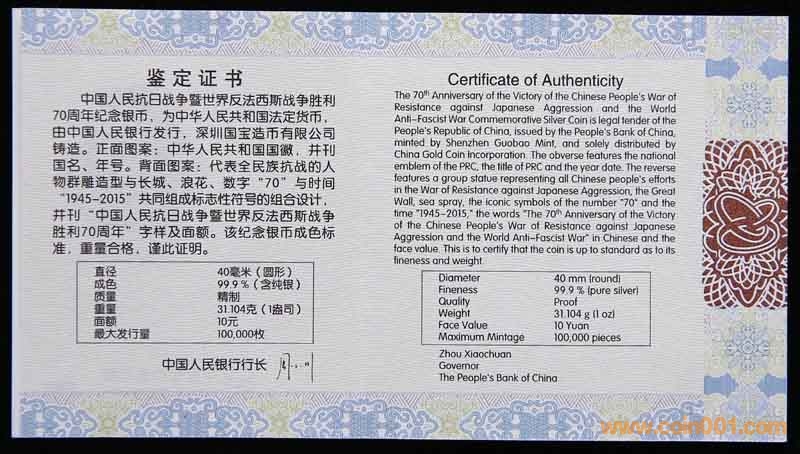 鉴定证书
中国人民抗日战争暨世界反法西斯战争胜利
70周年纪念银币，为中华人民共和国法定货币，
由中国人民银行发行，深圳国宝造币有限公司
铸造。正面图案：中华人民共和国国徽，并刊
国名、年号。背面图案：代表全民族抗战的人
物群雕造型与长城、浪花、数字“70”与时间
“1945-2015”共同组成标志性符号的组合设计，
并刊“中国人民抗日战争暨世界反法西斯战争
胜利70周年”字样及面额。该纪念银币成色标
准，重量合格，谨此证明。
直径 40毫米（圆形）
成色 99.9％（含纯银）
质量 精制
重量 31.104克（1盎司）
面额 10元
最大发行量 100,000枚
中国人民银行行长
Certificate of Authenticity
The 70th Anniversary of the Victory of the Chinese People's War of
Resistance against Japanese Aggression and the World
Anti-Fascist War Commemorative Silver Coin is legal tender of the
People's Republic of China, issued by the People's Bank of China,
minted by Shenzhen Guobao Mint, and solely distributed by
China Gold Coin Incorporation. The obverse features the national
emblem of the PRC, the title of PRC and the year date. The reverse
features a group statue representing all Chinese people's efforts
in the War of Resistance against Japanese Aggression, the Great
Wall, sea spray, the iconic symbols of the number "70" and the
time "1945-2015," the words "The 70th Anniversary of the Victory
of the Chinese People's War of Resistance against Japanese
Aggression and the World Anti-Fascist War" in Chinese and the
face value. This is to certify that the coin is up to standard as to its
fineness and weight.
Diameter 40 mm (round)
Fineness 99.9% (pure silver)
Quality Proof
Weight 31.104 g (1 oz)
Face Value 10 Yuan
Maximum Mintage 100,000 pieces
Zhou Xiaochuan
Governor
The People's Bank of China
www.coin001.com